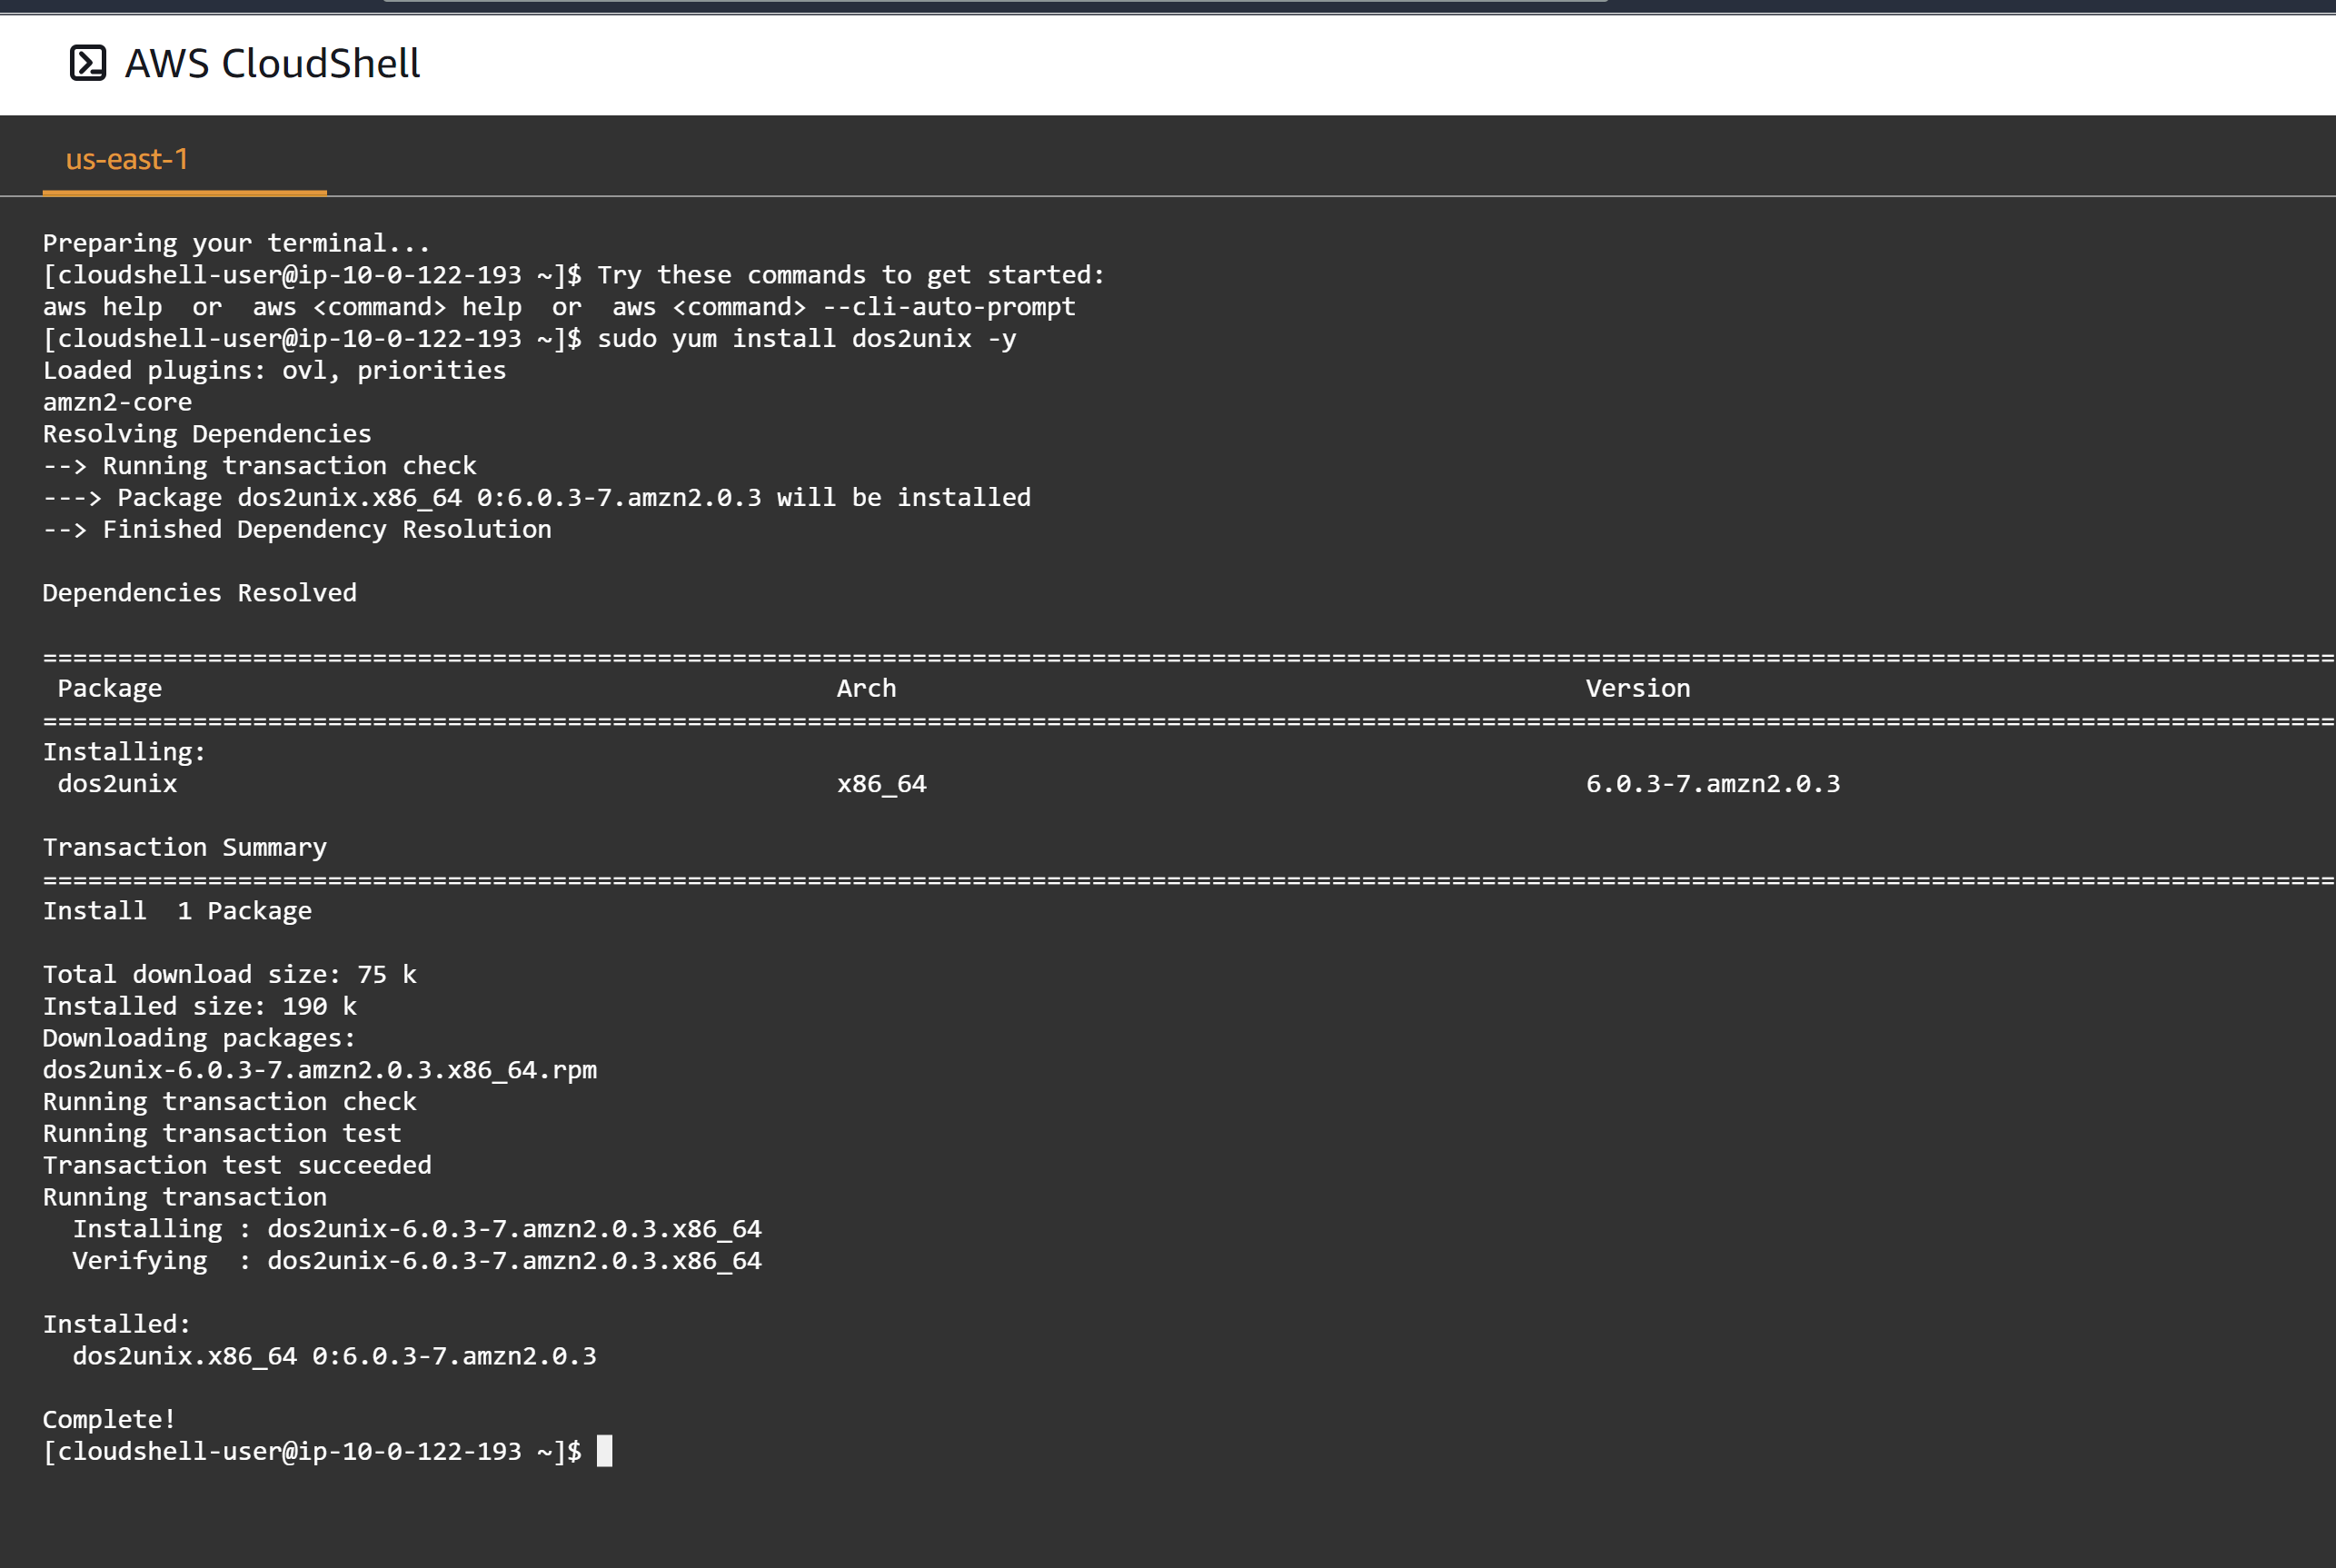 AWS CloudShell
us-east-1
Preparing your terminal...
[cloudshell-user@ip-10-0-122-193 ~]$ Try these commands to get started:
aws help  or  aws <command> help  or  aws <command> --cli-auto-prompt
[cloudshell-user@ip-10-0-122-193 ~]$ sudo yum install dos2unix -y
Loaded plugins: ovl, priorities
amzn2-core
Resolving Dependencies
--> Running transaction check
---> Package dos2unix.x86_64 0:6.0.3-7.amzn2.0.3 will be installed
--> Finished Dependency Resolution
Dependencies Resolved
=========================================================================================================================================================
 Package                                             Arch                                              Version
=========================================================================================================================================================
Installing:
 dos2unix                                            x86_64                                            6.0.3-7.amzn2.0.3
Transaction Summary
=========================================================================================================================================================
Install  1 Package
Total download size: 75 k
Installed size: 190 k
Downloading packages:
dos2unix-6.0.3-7.amzn2.0.3.x86_64.rpm
Running transaction check
Running transaction test
Transaction test succeeded
Running transaction
  Installing : dos2unix-6.0.3-7.amzn2.0.3.x86_64
  Verifying  : dos2unix-6.0.3-7.amzn2.0.3.x86_64
Installed:
  dos2unix.x86_64 0:6.0.3-7.amzn2.0.3
Complete!
[cloudshell-user@ip-10-0-122-193 ~]$